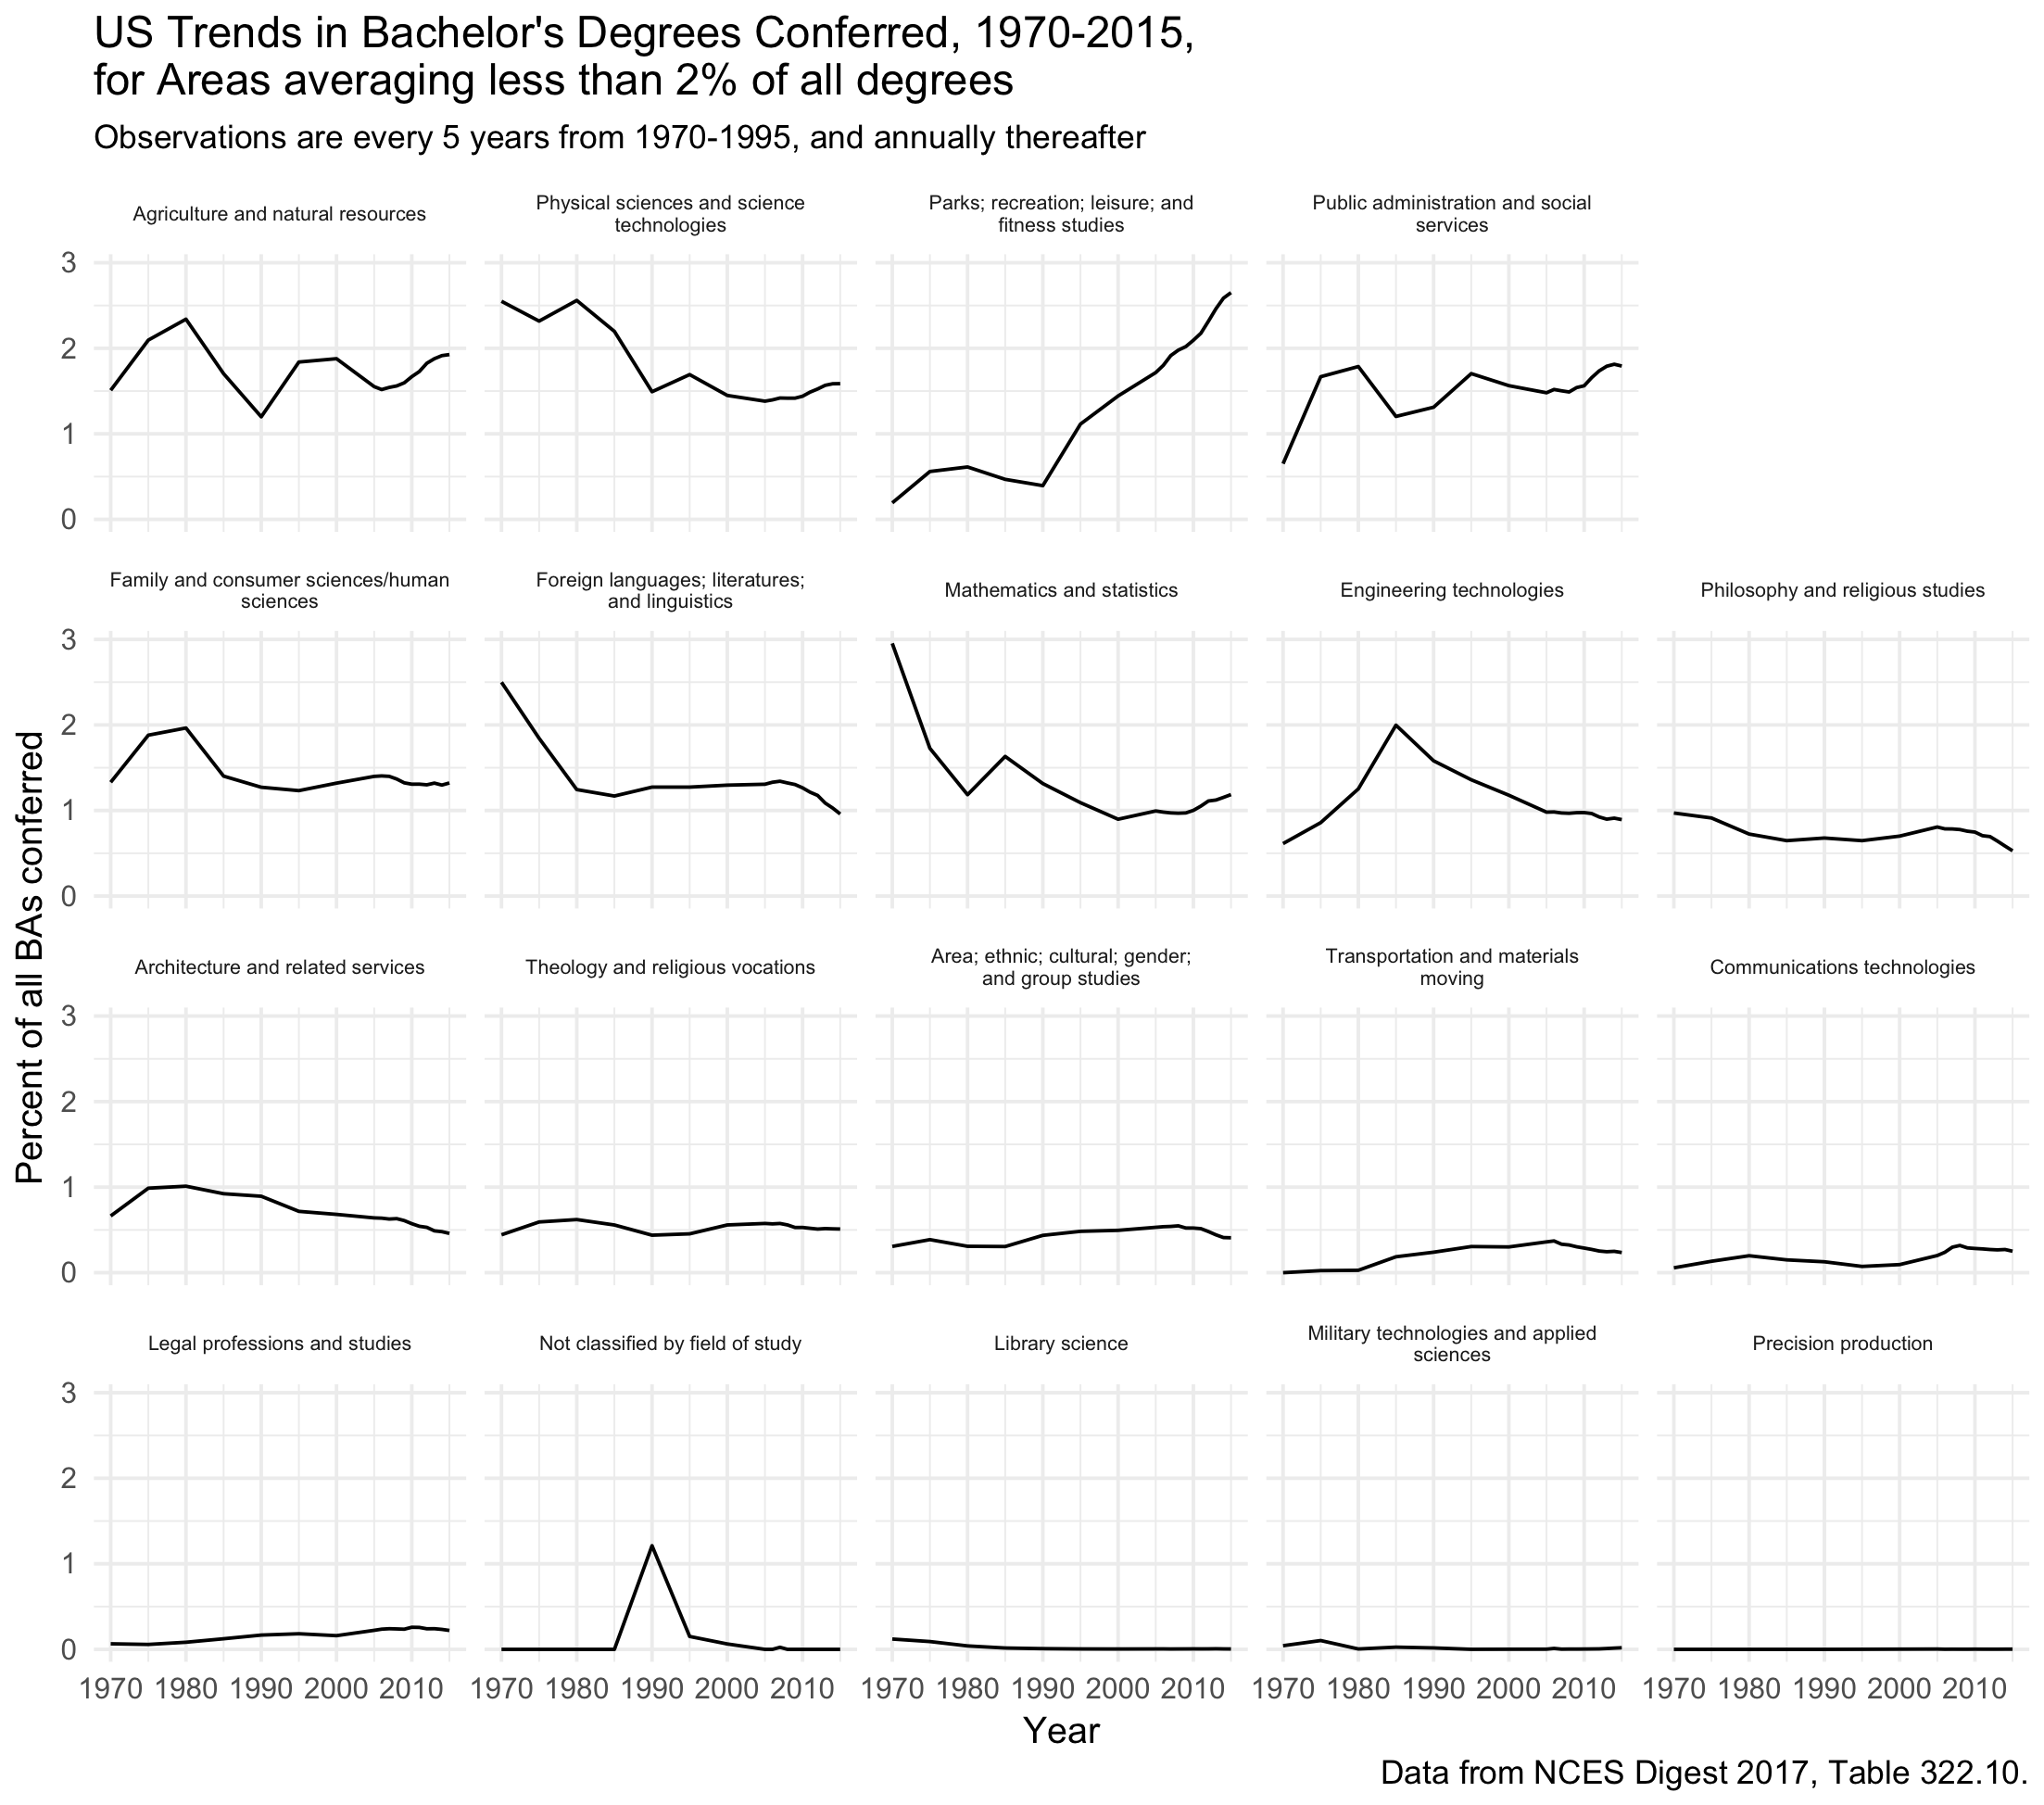 US Trends in Bachelor's Degrees Conferred, 1970-2015,
for Areas averaging less than 2% of all degrees
Observations are every 5 years from 1970-1995, and annually thereafter
Agriculture and natural resources
Physical sciences and science
technologies
Parks; recreation; leisure; and
fitness studies
Public administration and social
services
3
2
1
0
Family and consumer sciences/human
sciences
Foreign languages; literatures;
and linguistics
Mathematics and statistics
Engineering technologies
Philosophy and religious studies
3
2
1
0
Percent of all BAs conferred
Architecture and related services
Theology and religious vocations
Area; ethnic; cultural; gender;
and group studies
Transportation and materials
moving
Communications technologies
3
2
1
0
Legal professions and studies
Not classified by field of study
Library science
Military technologies and applied
sciences
Precision production
3
2
1
0
1970 1980 1990 2000 2010
1970 1980 1990 2000 2010
1970 1980 1990 2000 2010
1970 1980 1990 2000 2010
1970 1980 1990 2000 2010
Year
Data from NCES Digest 2017, Table 322.10.